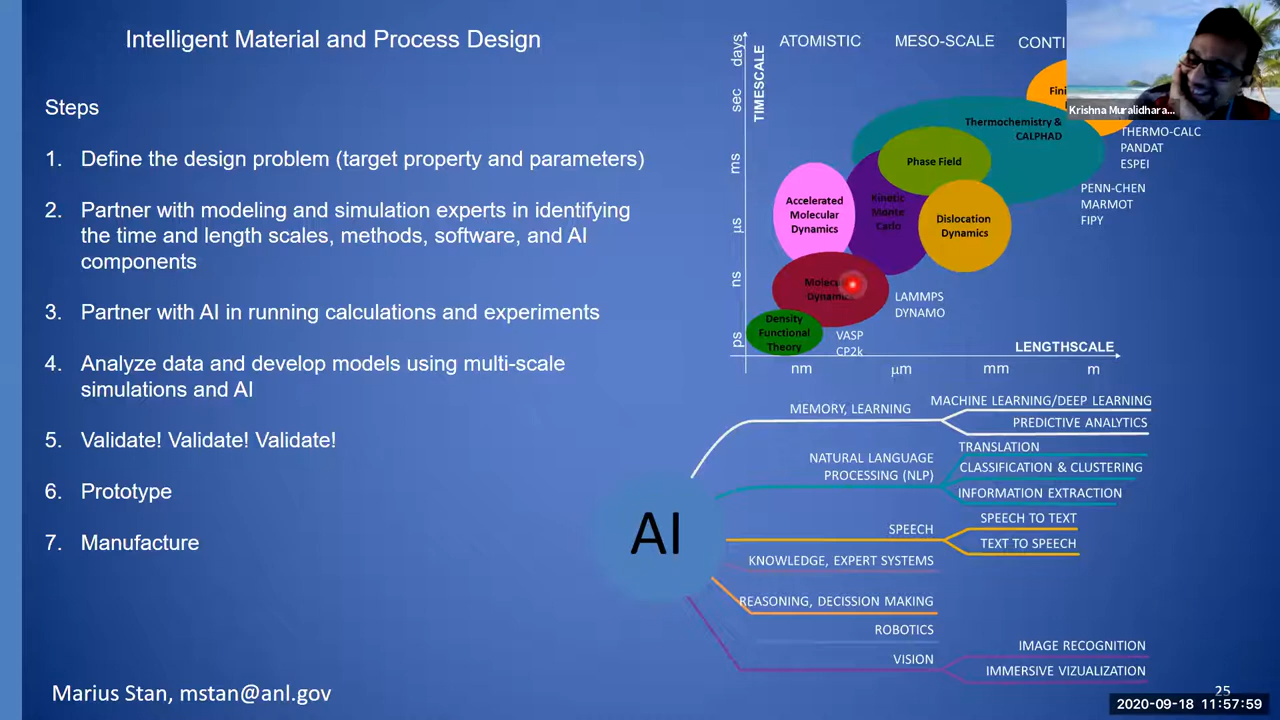 Intelligent Material and Process Design
Steps
1. Define the design problem (target property and parameters)
2. Partner with modeling and simulation experts in identifying
the time and length scales, methods, software, and AI
components
3. Partner with AI in running calculations and experiments
4. Analyze data and develop models using multi-scale
simulations and AI
5. Validate! Validate! Validate!
6. Prototype
7. Manufacture
Marius Stan, mstan@anl.gov
ATOMISTIC
MESO-SCALE
CONTI
TIMESCALE
days
sec
ms
μs
ns
ps
Fini
Krishna Muralidhara...
Thermochemistry &
CALPHAD
THERMO-CALC
PANDAT
ESPEI
Phase Field
PENN-CHEN
MARMOT
FIPY
Accelerated
Molecular
Dynamics
Kinetic
Monte
Carlo
Dislocation
Dynamics
Molecu
Dynamic
LAMMPS
DYNAMO
Density
Functional
Theory
VASP
CP2k
LENGTHSCALE
nm
μm
mm
m
AI
MEMORY, LEARNING
MACHINE LEARNING/DEEP LEARNING
PREDICTIVE ANALYTICS
NATURAL LANGUAGE
PROCESSING (NLP)
TRANSLATION
CLASSIFICATION & CLUSTERING
INFORMATION EXTRACTION
SPEECH
SPEECH TO TEXT
TEXT TO SPEECH
KNOWLEDGE, EXPERT SYSTEMS
REASONING, DECISSION MAKING
ROBOTICS
VISION
IMAGE RECOGNITION
IMMERSIVE VIZUALIZATION
25
2020-09-18 11:57:59